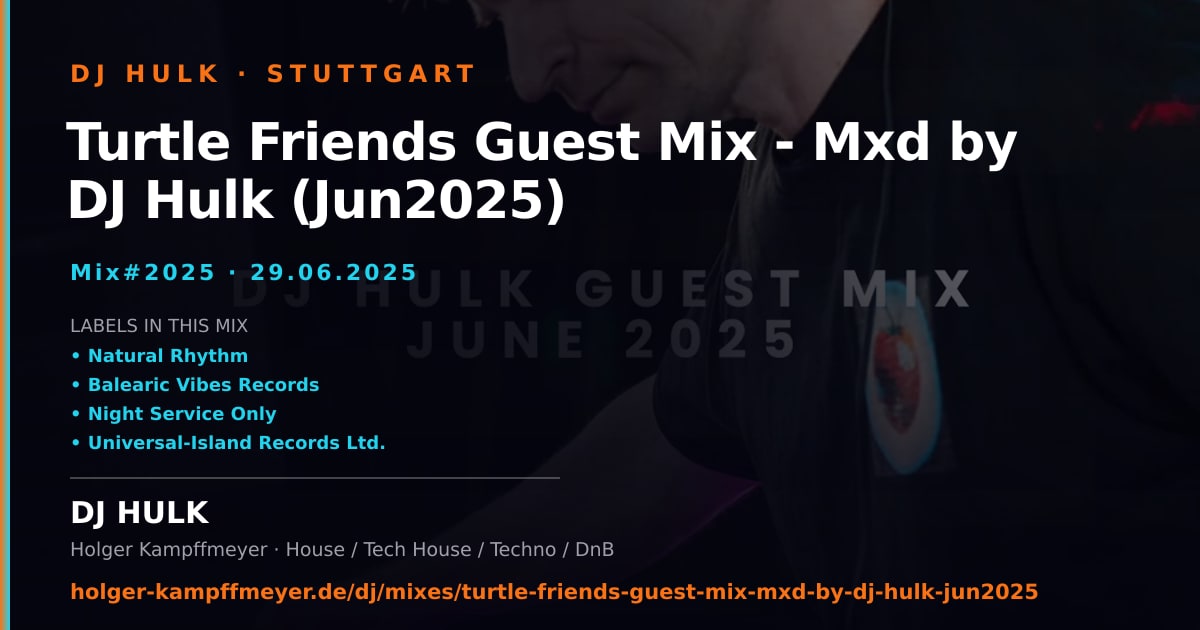 DJ HULK · STUTTGART
Turtle Friends Guest Mix - Mxd by
DJ Hulk (Jun2025)
Mix#2025 · 29.06.2025
DJ HULK GUEST MIX
JUNE 2025
LABELS IN THIS MIX
• Natural Rhythm
• Balearic Vibes Records
• Night Service Only
• Universal-Island Records Ltd.
DJ HULK
Holger Kampffmeyer · House / Tech House / Techno / DnB
holger-kampffmeyer.de/dj/mixes/turtle-friends-guest-mix-mxd-by-dj-hulk-jun2025